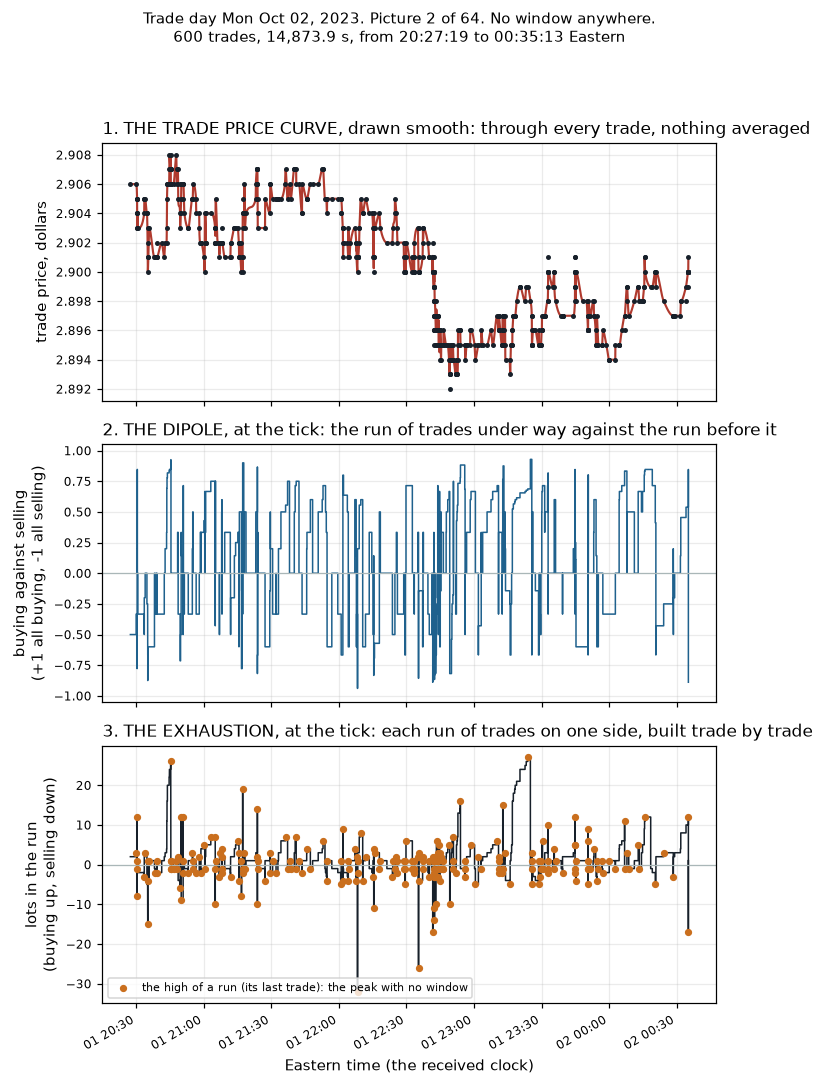 Trade day Mon Oct 02, 2023. Picture 2 of 64. No window anywhere.
600 trades, 14,873.9 s, from 20:27:19 to 00:35:13 Eastern
1. THE TRADE PRICE CURVE, drawn smooth: through every trade, nothing averaged
trade price, dollars
2.908
2.906
2.904
2.902
2.900
2.898
2.896
2.894
2.892
2. THE DIPOLE, at the tick: the run of trades under way against the run before it
buying against selling
(+1 all buying, -1 all selling)
1.00
0.75
0.50
0.25
0.00
−0.25
−0.50
−0.75
−1.00
3. THE EXHAUSTION, at the tick: each run of trades on one side, built trade by trade
lots in the run
(buying up, selling down)
20
10
0
−10
−20
−30
the high of a run (its last trade): the peak with no window
01 20:30
01 21:00
01 21:30
01 22:00
01 22:30
01 23:00
01 23:30
02 00:00
02 00:30
Eastern time (the received clock)